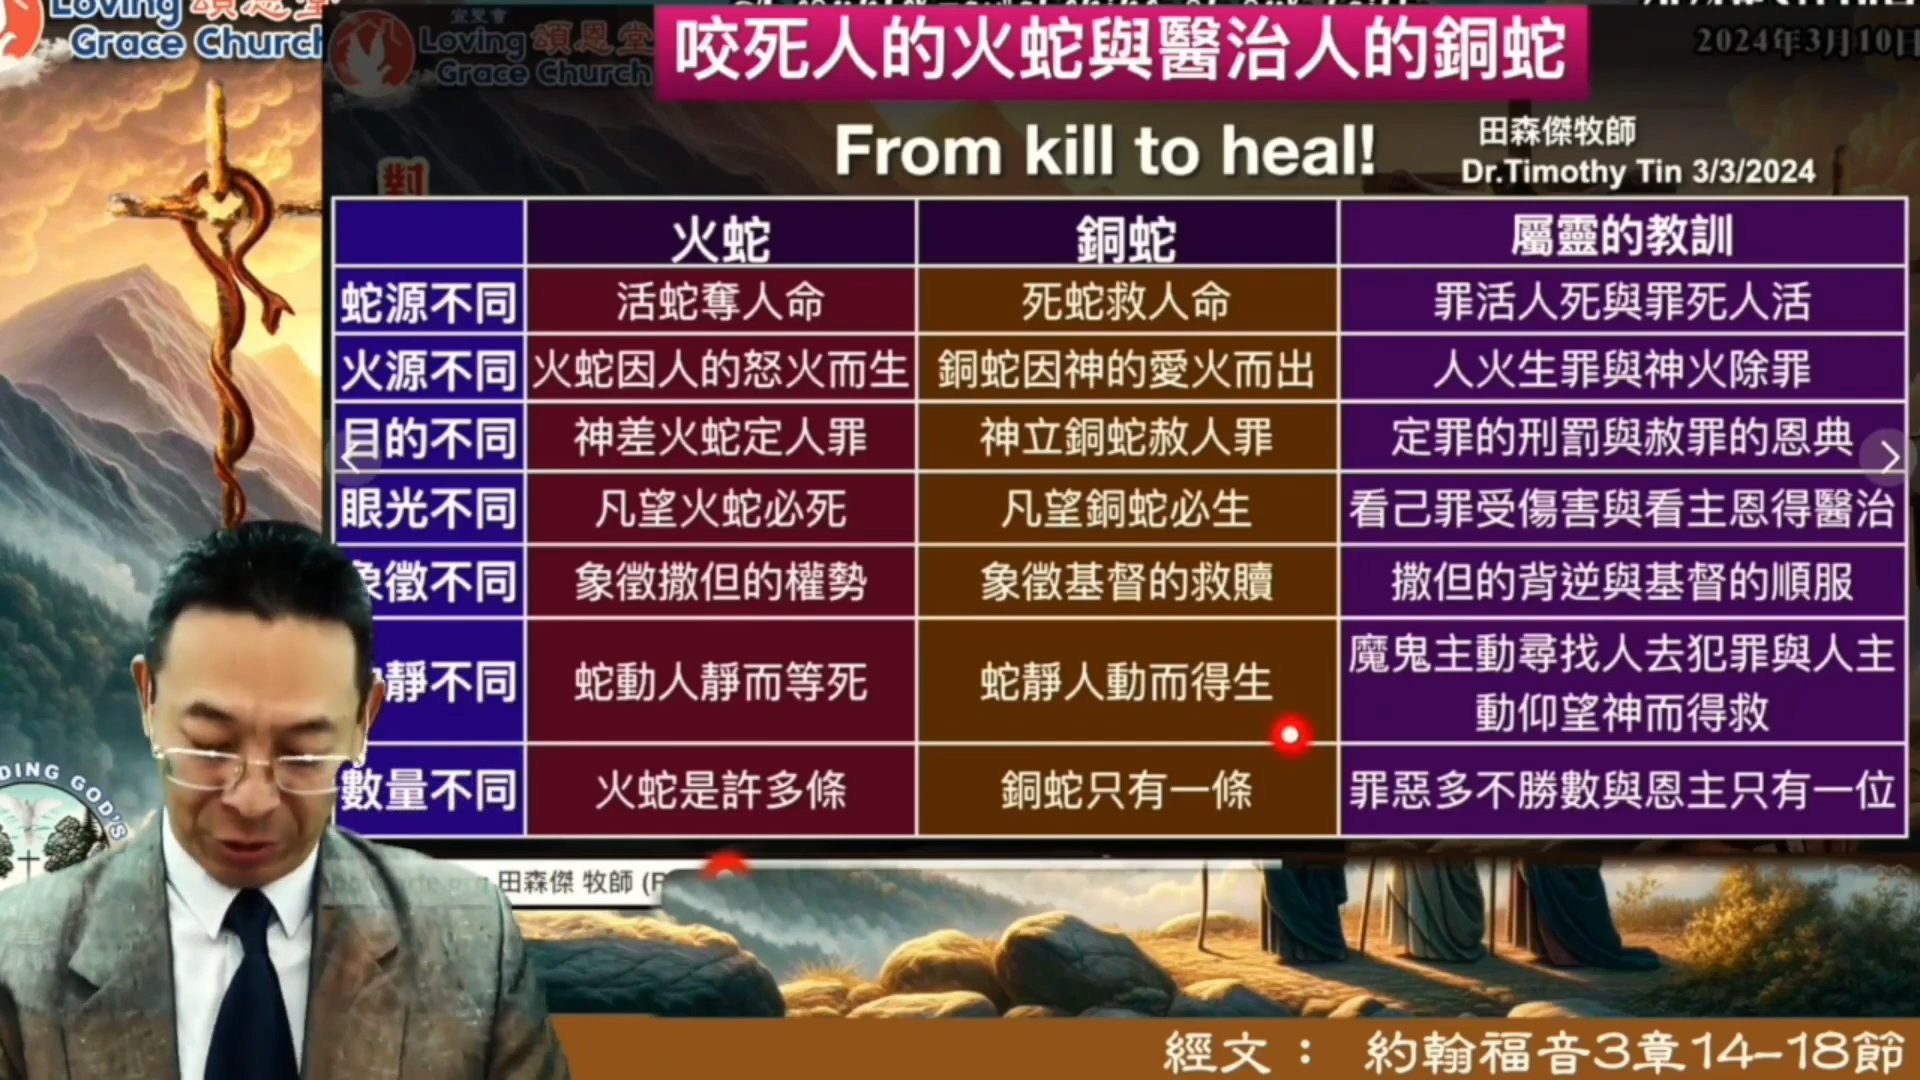 Loving
Grace Church
宣聖會
Loving 頌恩堂
Grace Church
咬死人的火蛇與醫治人的銅蛇
2024年3月10日
From kill to heal!
田森傑牧師
Dr.Timothy Tin 3/3/2024
對
火蛇 銅蛇 屬靈的教訓
蛇源不同 活蛇奪人命 死蛇救人命 罪活人死與罪死人活
火源不同 火蛇因人的怒火而生 銅蛇因神的愛火而出 人火生罪與神火除罪
目的不同 神差火蛇定人罪 神立銅蛇赦人罪 定罪的刑罰與赦罪的恩典
眼光不同 凡望火蛇必死 凡望銅蛇必生 看己罪受傷害與看主恩得醫治
象徵不同 象徵撒但的權勢 象徵基督的救贖 撒但的背逆與基督的順服
靜不同 蛇動人靜而等死 蛇靜人動而得生 魔鬼主動尋找人去犯罪與人主
動仰望神而得救
數量不同 火蛇是許多條 銅蛇只有一條 罪惡多不勝數與恩主只有一位
DING GOD'S
田森傑 牧師
經文： 約翰福音3章14-18節